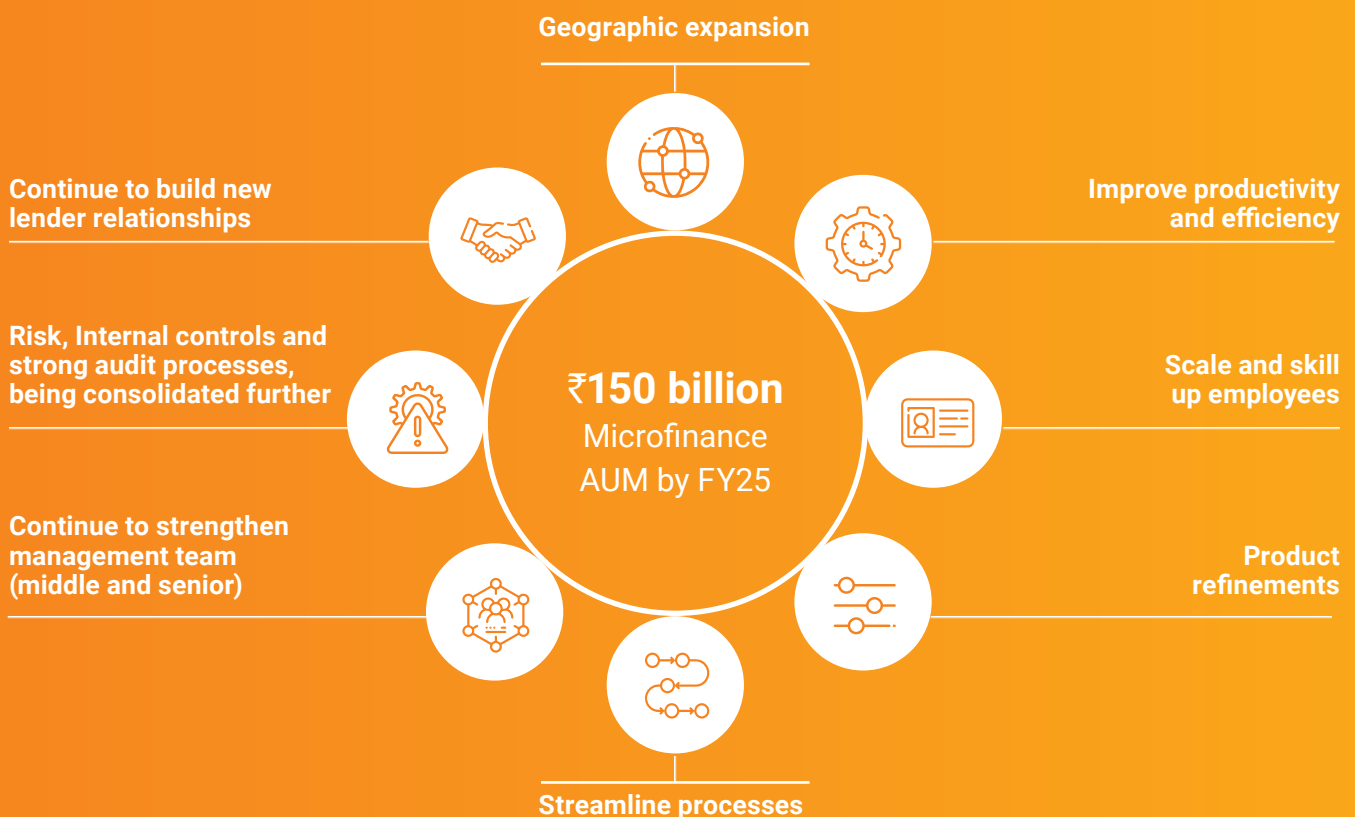 Geographic expansion
Continue to build new
lender relationships
Improve productivity
and efficiency
Risk, Internal controls and
strong audit processes,
being consolidated further
₹150 billion
Microfinance
AUM by FY25
Scale and skill
up employees
Continue to strengthen
management team
(middle and senior)
Product
refinements
Streamline processes